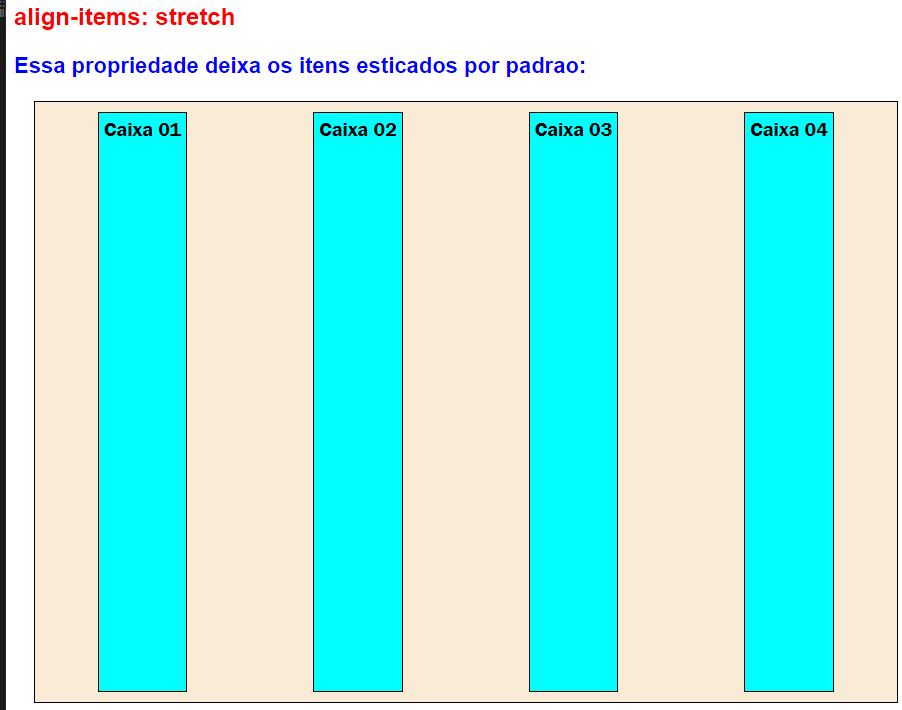 align-items: stretch
Essa propriedade deixa os itens esticados por padrao:
Caixa 01 Caixa 02 Caixa 03 Caixa 04